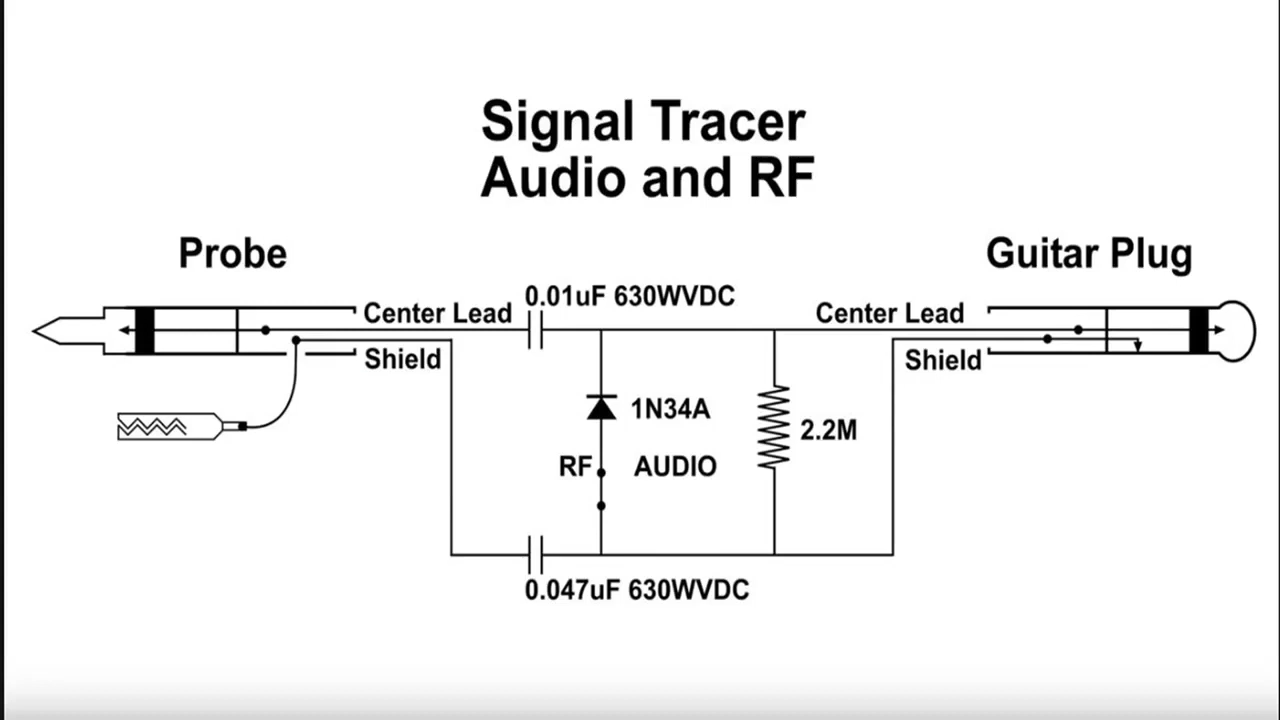 Signal Tracer
Audio and RF
Probe
Guitar Plug
0.01uF 630WVDC
Center Lead
Center Lead
Shield
Shield
1N34A
2.2M
RF
AUDIO
0.047uF 630WVDC